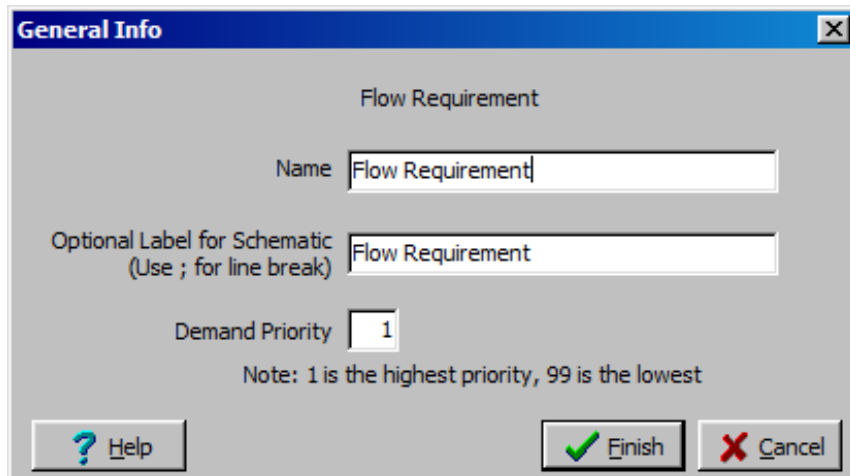 General Info
Flow Requirement
Name Flow Requirement
Optional Label for Schematic
(Use ; for line break) Flow Requirement
Demand Priority 1
Note: 1 is the highest priority, 99 is the lowest
? Help Finish Cancel